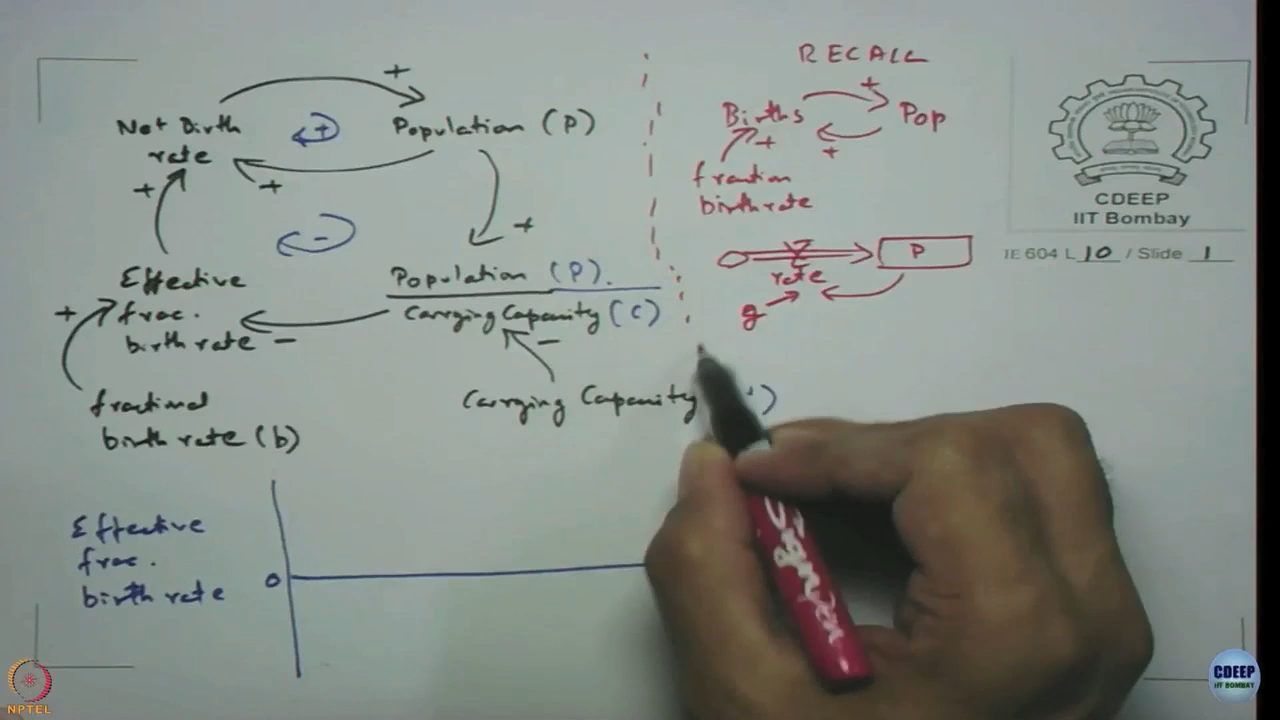 RECALL
Net Birth
rate
+
+
Population (P)
+
+
-
+
Effective
frac.
birth rate
-
Population (P).
Carrying Capacity (C)
-
+
fractional
birth rate (b)
Carrying Capacity )
Births
+
Pop
+
+
fraction
birth rate
P
rate
g
Effective
frac.
birth rate
0
CDEEP
IIT Bombay
IE 604 L 10 / Slide 1
NPTEL
CDEEP
IIT BOMBAY